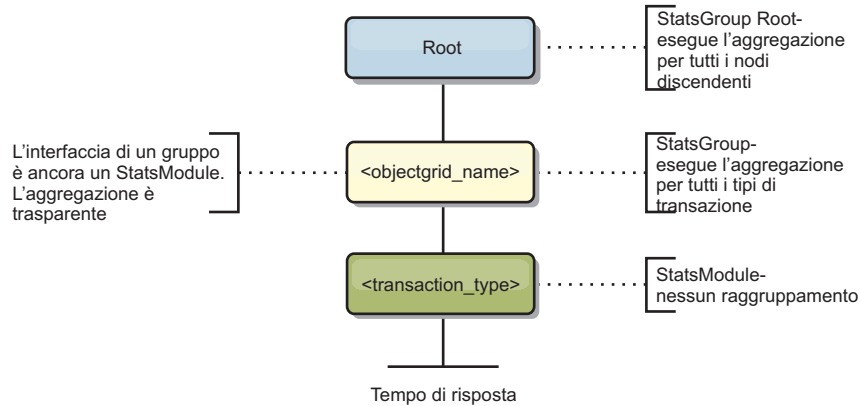 Root
StatsGroup Root-
esegue l'aggregazione
per tutti i nodi
discendenti
L'interfaccia di un gruppo
è ancora un StatsModule.
L'aggregazione è
trasparente
<objectgrid_name>
StatsGroup-
esegue l'aggregazione
per tutti i tipi di
transazione
<transaction_type>
StatsModule-
nessun raggruppamento
Tempo di risposta